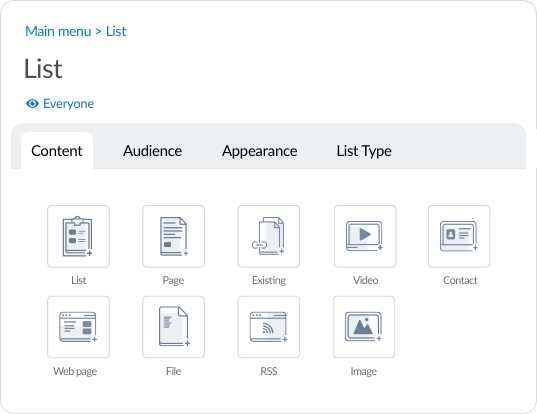 Main menu > List
List
Everyone
Content Audience Appearance List Type
List Page Existing Video Contact
Web page File RSS Image